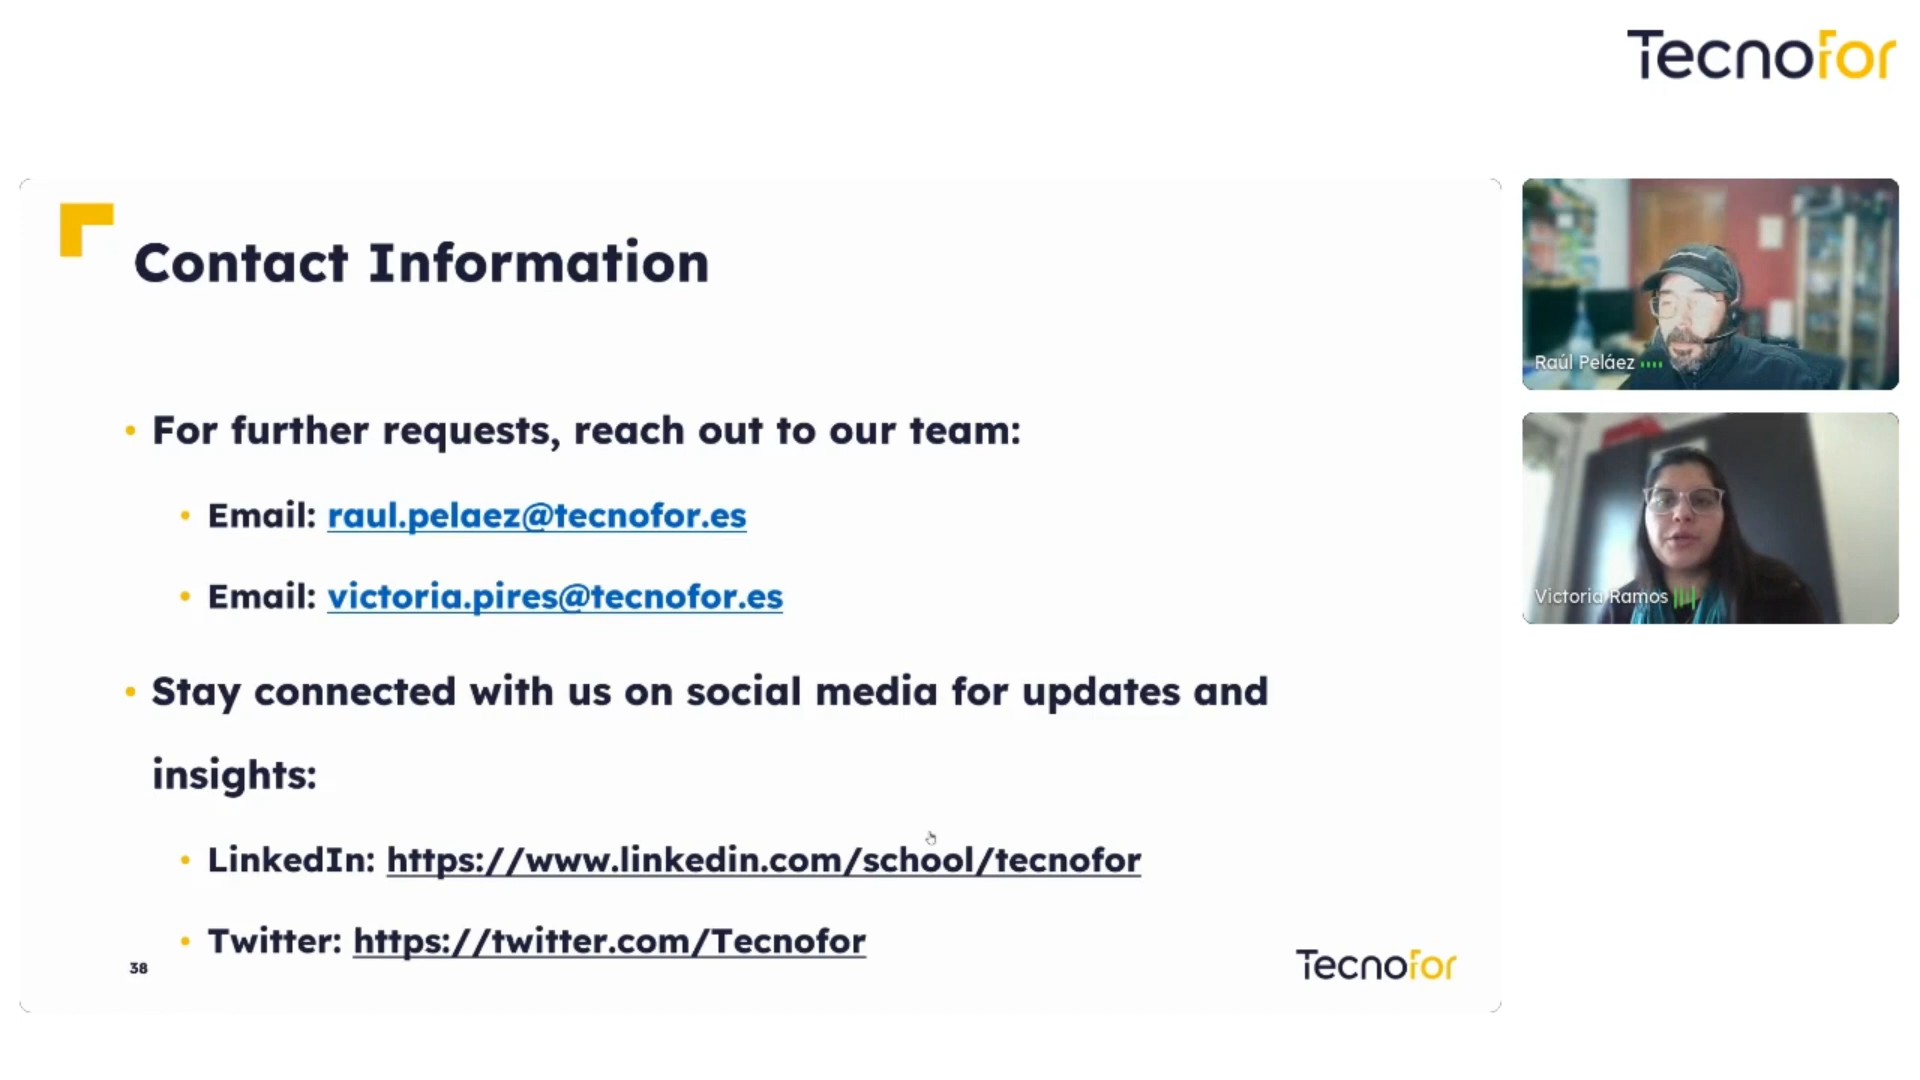 Tecnofor
Contact Information
• For further requests, reach out to our team:
• Email: raul.pelaez@tecnofor.es
• Email: victoria.pires@tecnofor.es
• Stay connected with us on social media for updates and
insights:
• LinkedIn: https://www.linkedin.com/school/tecnofor
• Twitter: https://twitter.com/Tecnofor
38
Tecnofor
Raúl Peláez
Victoria Ramos